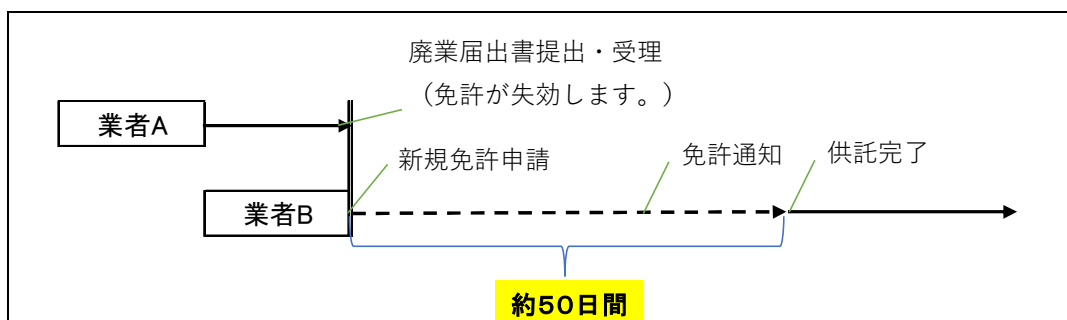 廃業届出書提出・受理
(免許が失効します。)
業者A
新規免許申請
免許通知
供託完了
業者B
約50日間